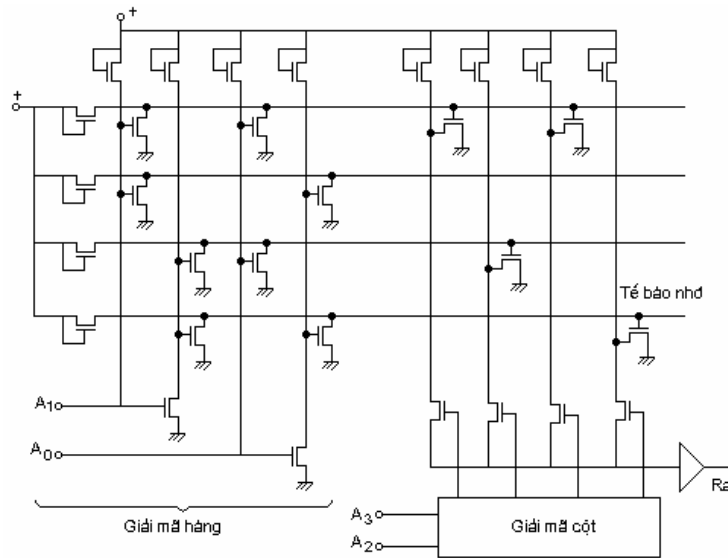 +
+
Tế bào nhớ
A1
A0
Ra
Giải mã hàng
A3
Giải mã cột
A2